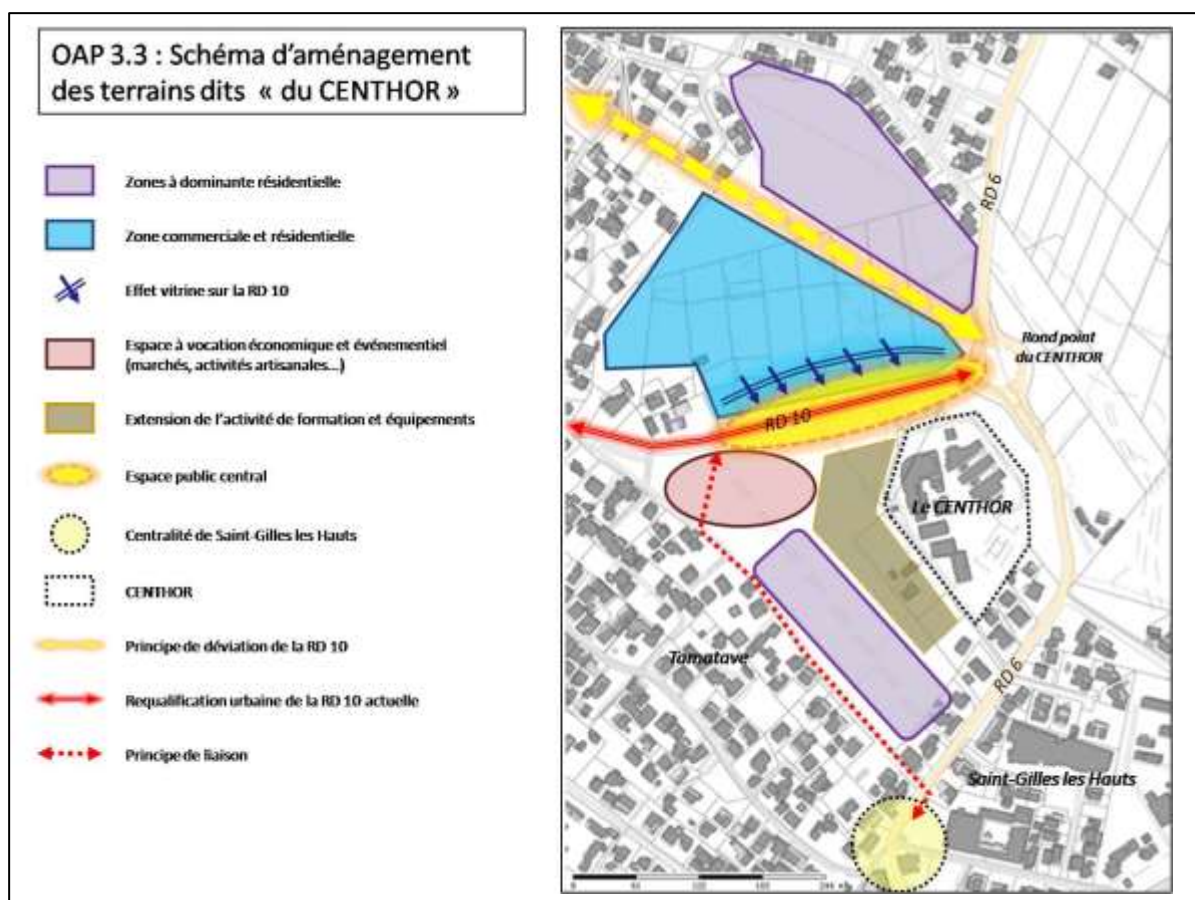 OAP 3.3 : Schéma d'aménagement
des terrains dits « du CENTHOR »
Zones à dominante résidentielle
Zone commerciale et résidentielle
Effet vitrine sur la RD 10
Espace à vocation économique et événementiel
(marchés, activités artisanales...)
Extension de l'activité de formation et équipements
Espace public central
Centralité de Saint-Gilles les Hauts
CENTHOR
Principe de déviation de la RD 10
Requalification urbaine de la RD 10 actuelle
Principe de liaison
RD 6
Rond point
du CENTHOR
RD 10
Le CENTHOR
Tamatave
RD 6
Saint-Gilles les Hauts